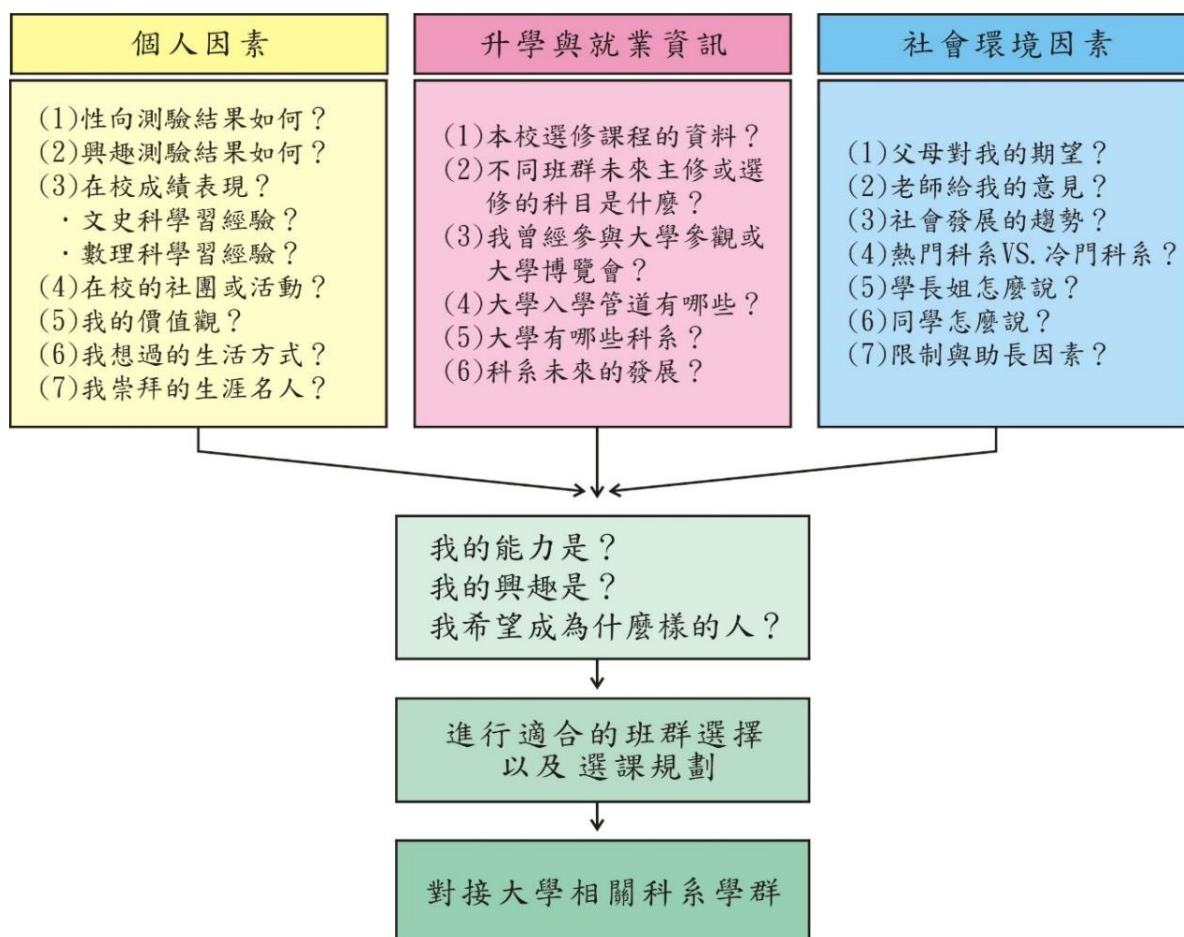 個人因素
(1)性向測驗結果如何？
(2)興趣測驗結果如何？
(3)在校成績表現？
．文史科學習經驗？
．數理科學習經驗？
(4)在校的社團或活動？
(5)我的價值觀？
(6)我想過的生活方式？
(7)我崇拜的生涯名人？
升學與就業資訊
(1)本校選修課程的資料？
(2)不同班群未來主修或選
修的科目是什麼？
(3)我曾經參與大學參觀或
大學博覽會？
(4)大學入學管道有哪些？
(5)大學有哪些科系？
(6)科系未來的發展？
社會環境因素
(1)父母對我的期望？
(2)老師給我的意見？
(3)社會發展的趨勢？
(4)熱門科系VS.冷門科系？
(5)學長姐怎麼說？
(6)同學怎麼說？
(7)限制與助長因素？
我的能力是？
我的興趣是？
我希望成為什麼樣的人？
進行適合的班群選擇
以及選課規劃
對接大學相關科系學群